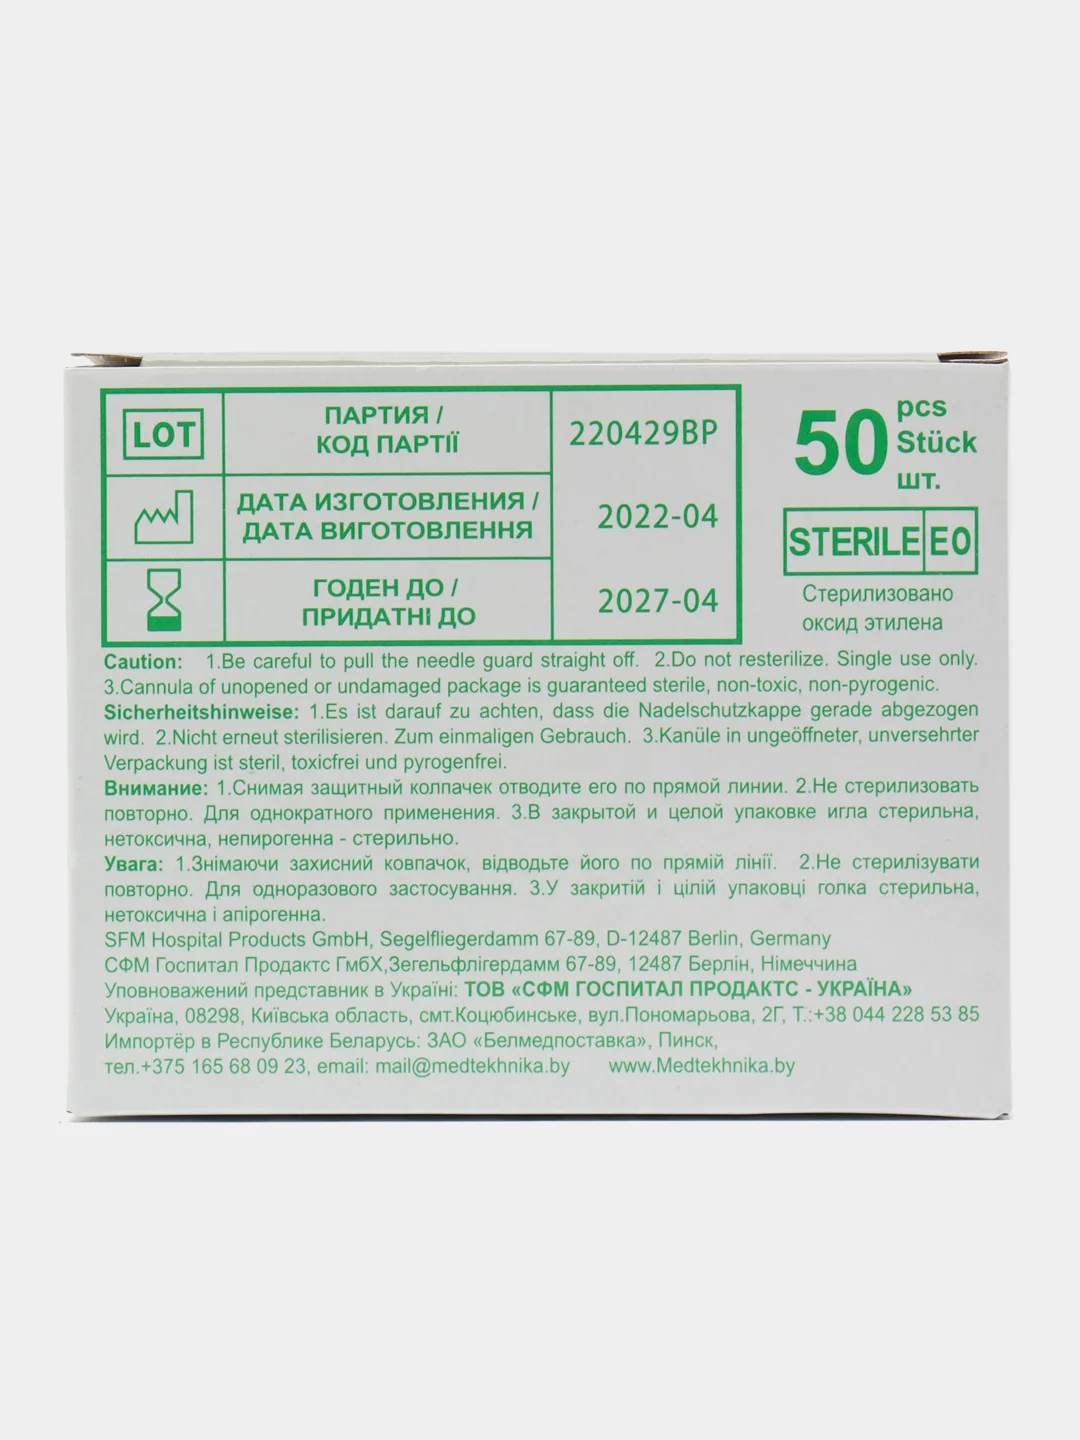 LOT
ПАРТИЯ /
КОД ПАРТІЇ
220429BP
ДАТА ИЗГОТОВЛЕНИЯ /
ДАТА ВИГОТОВЛЕННЯ
2022-04
ГОДЕН ДО /
ПРИДАТНІ ДО
2027-04
50 pcs
Stück
шт.
STERILE EO
Стерилизовано
оксид этилена
Caution: 1.Be careful to pull the needle guard straight off. 2.Do not resterilize. Single use only.
3.Cannula of unopened or undamaged package is guaranteed sterile, non-toxic, non-pyrogenic.
Sicherheitshinweise: 1.Es ist darauf zu achten, dass die Nadelschutzkappe gerade abgezogen
wird. 2.Nicht erneut sterilisieren. Zum einmaligen Gebrauch. 3.Kanüle in ungeöffneter, unversehrter
Verpackung ist steril, toxicfrei und pyrogenfrei.
Внимание: 1.Снимая защитный колпачек отводите его по прямой линии. 2.Не стерилизовать
повторно. Для однократного применения. 3.В закрытой и целой упаковке игла стерильна,
нетоксична, непирогенна - стерильно.
Увага: 1.Знімаючи захисний ковпачок, відводьте його по прямій лінії. 2.Не стерилізувати
повторно. Для одноразового застосування. 3.У закритій і цілій упаковці голка стерильна,
нетоксична і апірогенна.
SFM Hospital Products GmbH, Segelfliegerdamm 67-89, D-12487 Berlin, Germany
СФМ Госпитал Продактс ГмбХ,Зегельфлігердамм 67-89, 12487 Берлін, Німеччина
Уповноважений представник в Україні: ТОВ «СФМ ГОСПІТАЛ ПРОДАКТС - УКРАЇНА»
Україна, 08298, Київська область, смт.Коцюбинське, вул.Пономарьова, 2Г, Т.:+38 044 228 53 85
Импортёр в Республике Беларусь: ЗАО «Белмедпоставка», Пинск,
тел.+375 165 68 09 23, email: mail@medtekhnika.by www.Medtekhnika.by